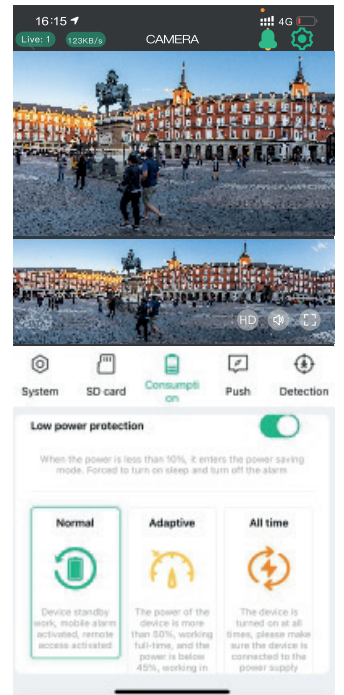 16:15 4G
Live: 1 123KB/s CAMERA
HD
System SD card Consumpti
on Push Detection
Low power protection
When the power is less than 10%, it enters the power saving
mode. Forced to turn on sleep and turn off the alarm
Normal
Device standby
work, mobile alarm
activated, remote
access activated
Adaptive
The power of the
device is more
than 50%, working
full-time, and the
power is below
45%, working in
All time
The device is
turned on at all
times, please make
sure the device is
connected to the
power supply